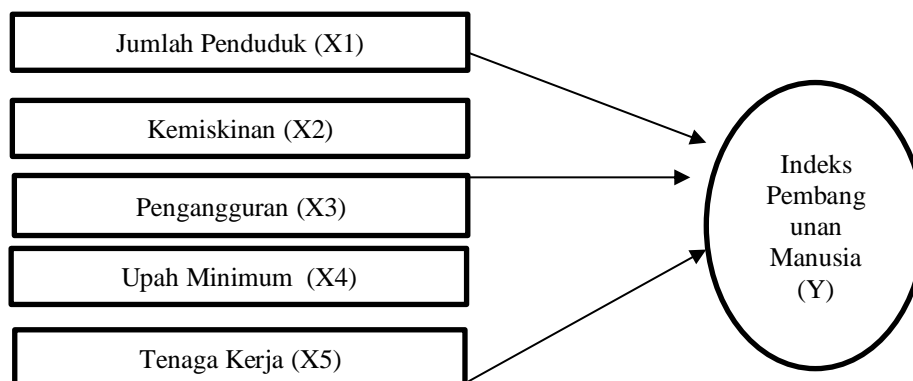 Jumlah Penduduk (X1)
Kemiskinan (X2)
Pengangguran (X3)
Upah Minimum (X4)
Tenaga Kerja (X5)
Indeks
Pembang
unan
Manusia
(Y)